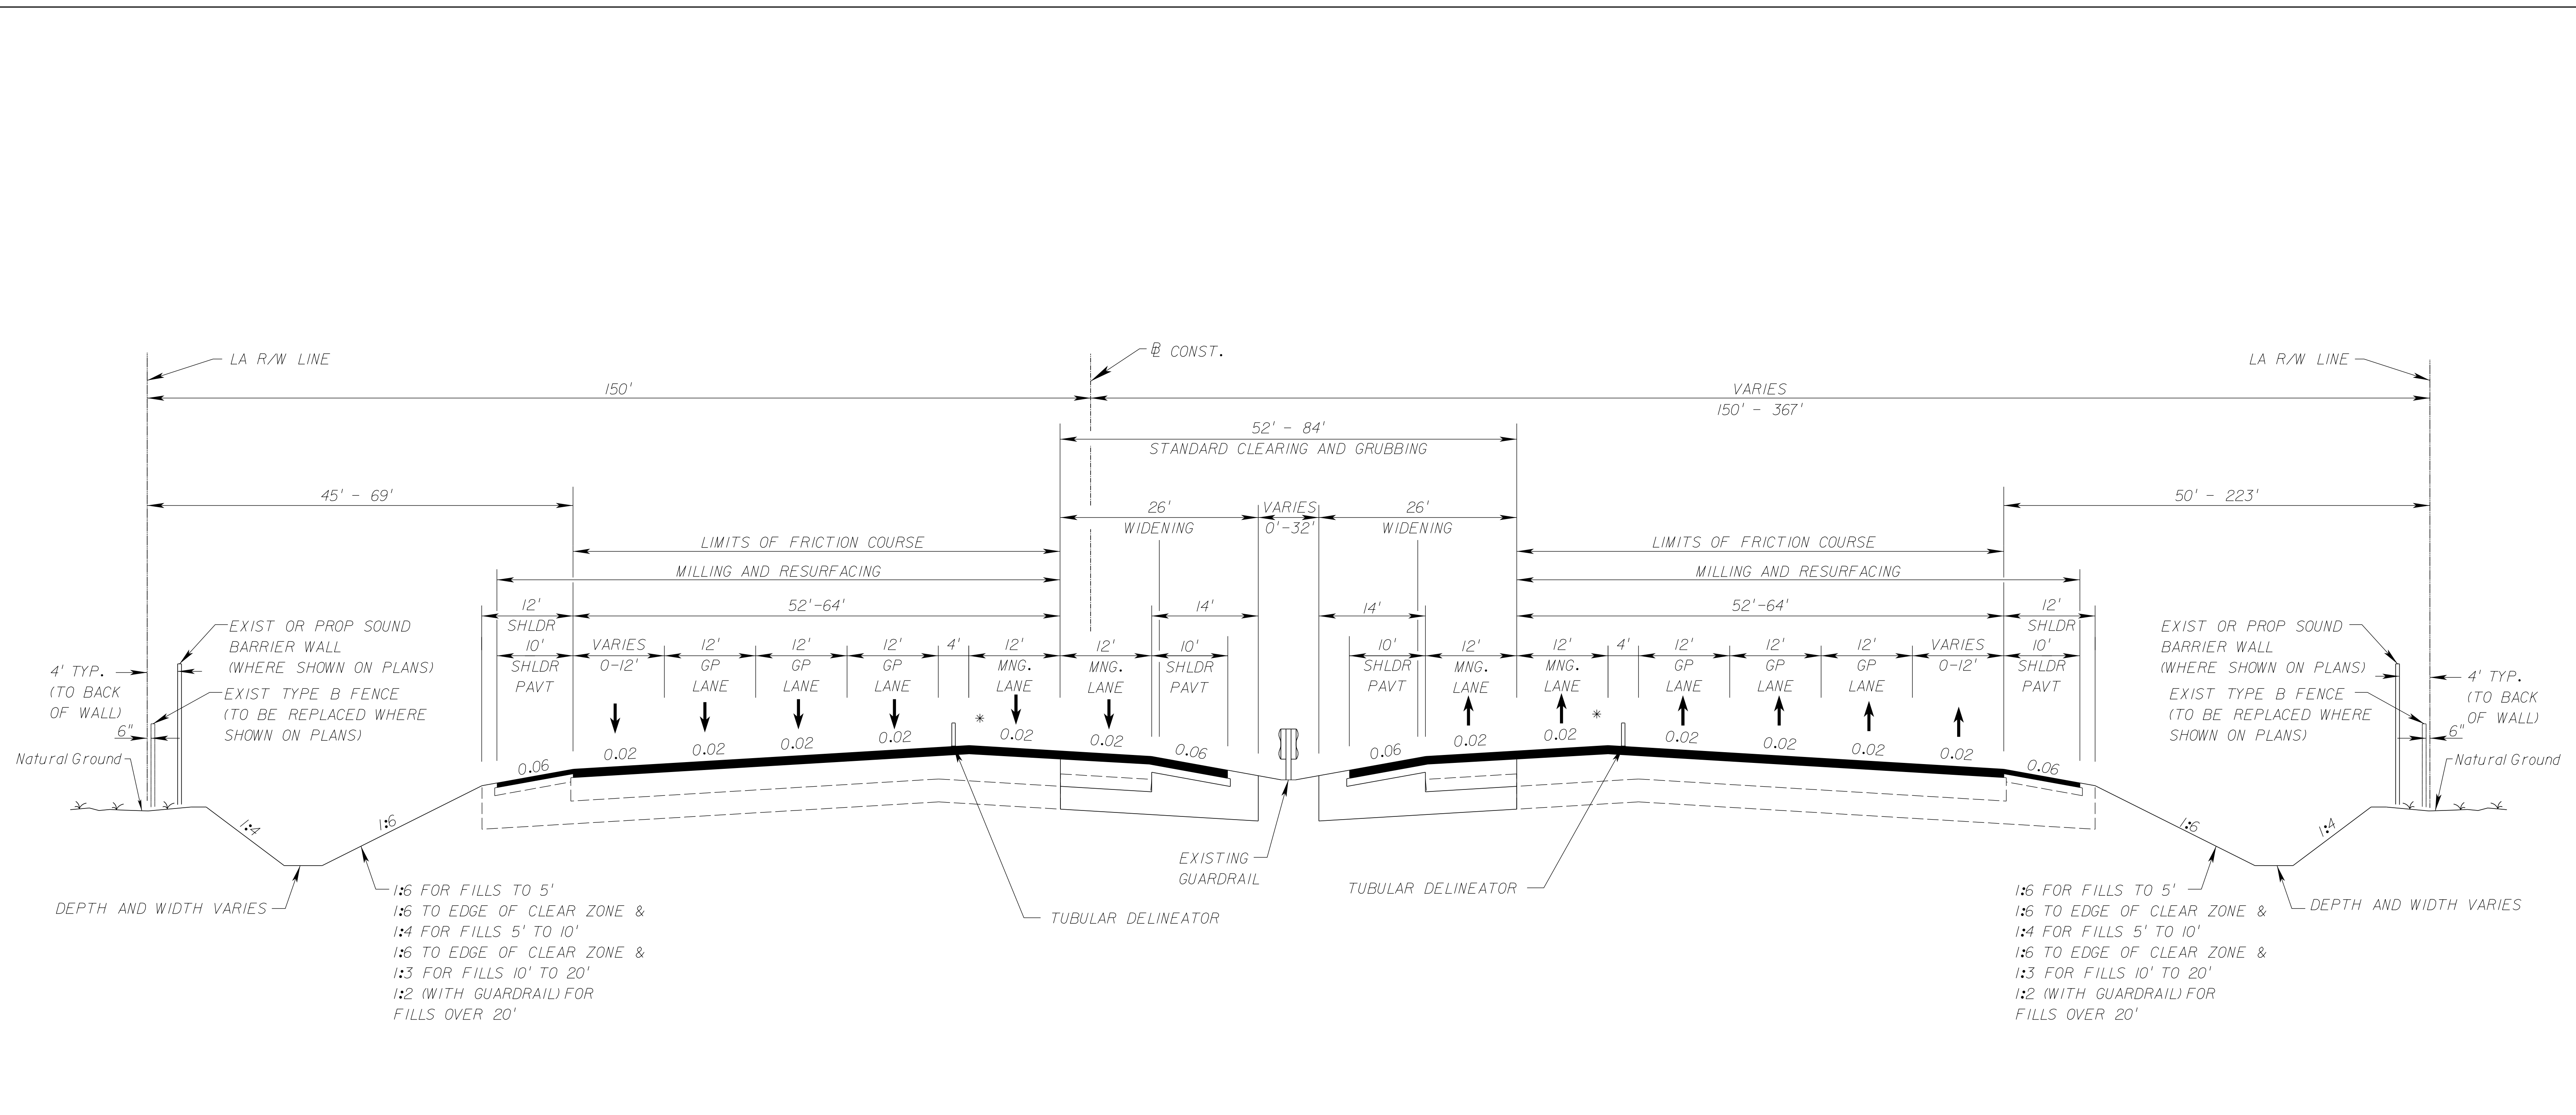 LA R/W LINE
℄ CONST.
LA R/W LINE
150'
VARIES
150' - 367'
52' - 84'
STANDARD CLEARING AND GRUBBING
45' - 69'
26'
WIDENING
VARIES
0'-32'
26'
WIDENING
50' - 223'
LIMITS OF FRICTION COURSE
LIMITS OF FRICTION COURSE
MILLING AND RESURFACING
MILLING AND RESURFACING
12'
SHLDR
52'-64'
14'
14'
52'-64'
12'
SHLDR
10'
SHLDR
PAVT
VARIES
0-12'
12'
GP
LANE
12'
GP
LANE
12'
GP
LANE
4'
12'
MNG.
LANE
12'
MNG.
LANE
10'
SHLDR
PAVT
10'
SHLDR
PAVT
12'
MNG.
LANE
12'
MNG.
LANE
4'
12'
GP
LANE
12'
GP
LANE
12'
GP
LANE
VARIES
0-12'
10'
SHLDR
PAVT
EXIST OR PROP SOUND
BARRIER WALL
(WHERE SHOWN ON PLANS)
EXIST TYPE B FENCE
(TO BE REPLACED WHERE
SHOWN ON PLANS)
4' TYP.
(TO BACK
OF WALL)
6"
Natural Ground
EXIST OR PROP SOUND
BARRIER WALL
(WHERE SHOWN ON PLANS)
EXIST TYPE B FENCE
(TO BE REPLACED WHERE
SHOWN ON PLANS)
4' TYP.
(TO BACK
OF WALL)
6"
Natural Ground
*
*
0.06
0.02
0.02
0.02
0.02
0.02
0.02
0.06
0.06
0.02
0.02
0.02
0.02
0.02
0.02
0.06
1:4
1:6
1:6
1:4
EXISTING
GUARDRAIL
TUBULAR DELINEATOR
TUBULAR DELINEATOR
DEPTH AND WIDTH VARIES
1:6 FOR FILLS TO 5'
1:6 TO EDGE OF CLEAR ZONE &
1:4 FOR FILLS 5' TO 10'
1:6 TO EDGE OF CLEAR ZONE &
1:3 FOR FILLS 10' TO 20'
1:2 (WITH GUARDRAIL) FOR
FILLS OVER 20'
1:6 FOR FILLS TO 5'
1:6 TO EDGE OF CLEAR ZONE &
1:4 FOR FILLS 5' TO 10'
1:6 TO EDGE OF CLEAR ZONE &
1:3 FOR FILLS 10' TO 20'
1:2 (WITH GUARDRAIL) FOR
FILLS OVER 20'
DEPTH AND WIDTH VARIES